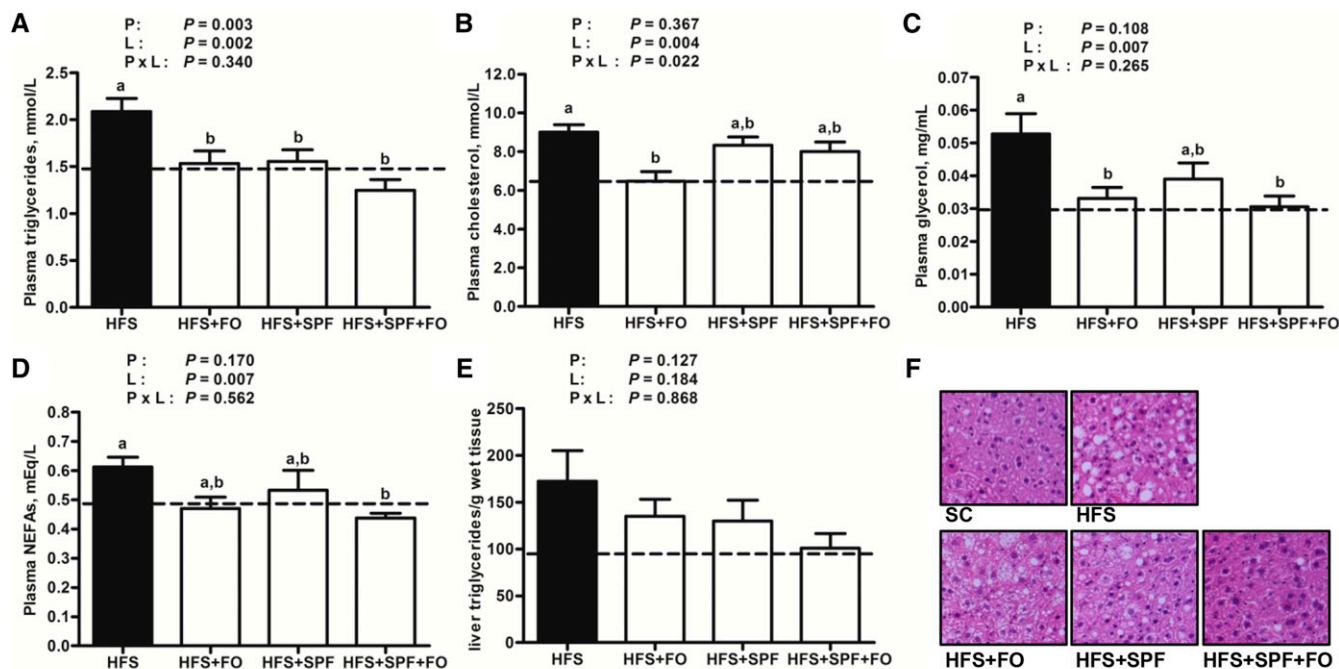 A
P: P = 0.003
L: P = 0.002
P x L: P = 0.340
Plasma triglycerides, mmol/L
2.5
2.0
1.5
1.0
0.5
0.0
a
b
b
b
HFS
HFS+FO
HFS+SPF
HFS+SPF+FO
B
P: P = 0.367
L: P = 0.004
P x L: P = 0.022
Plasma cholesterol, mmol/L
12.0
10.0
8.0
6.0
4.0
2.0
0.0
a
b
a,b
a,b
HFS
HFS+FO
HFS+SPF
HFS+SPF+FO
C
P: P = 0.108
L: P = 0.007
P x L: P = 0.265
Plasma glycerol, mg/mL
0.07
0.06
0.05
0.04
0.03
0.02
0.01
0.00
a
b
a,b
b
HFS
HFS+FO
HFS+SPF
HFS+SPF+FO
D
P: P = 0.170
L: P = 0.007
P x L: P = 0.562
Plasma NEFAs, mEq/L
0.8
0.7
0.6
0.5
0.4
0.3
0.2
0.1
0.0
a
a,b
a,b
b
HFS
HFS+FO
HFS+SPF
HFS+SPF+FO
E
P: P = 0.127
L: P = 0.184
P x L: P = 0.868
liver triglycerides/g wet tissue
250
200
150
100
50
0
HFS
HFS+FO
HFS+SPF
HFS+SPF+FO
F
SC
HFS
HFS+FO
HFS+SPF
HFS+SPF+FO